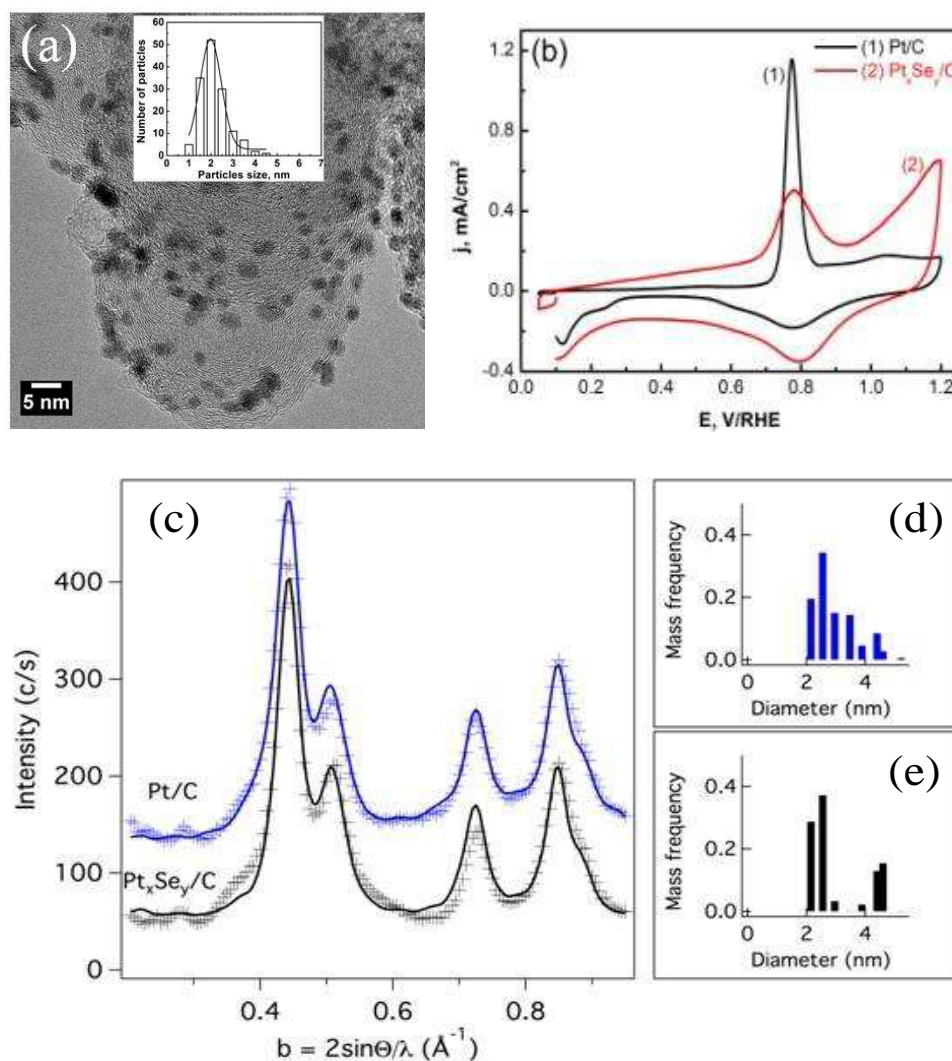 (a)
Number of particles
60
50
40
30
20
10
0
0 1 2 3 4 5 6 7
Particles size, nm
5 nm
(b)
(1) Pt/C
(2) PtxSey/C
(1)
(2)
j, mA/cm²
1.2
0.8
0.4
0.0
-0.4
0.0 0.2 0.4 0.6 0.8 1.0 1.2
E, V/RHE
(c)
Intensity (c/s)
400
300
200
100
0
Pt/C
PtxSey/C
0.4 0.6 0.8
b = 2sinΘ/λ (Å⁻¹)
(d)
Mass frequency
0.4
0.2
0.0
0 2 4
Diameter (nm)
(e)
Mass frequency
0.4
0.2
0.0
0 2 4
Diameter (nm)